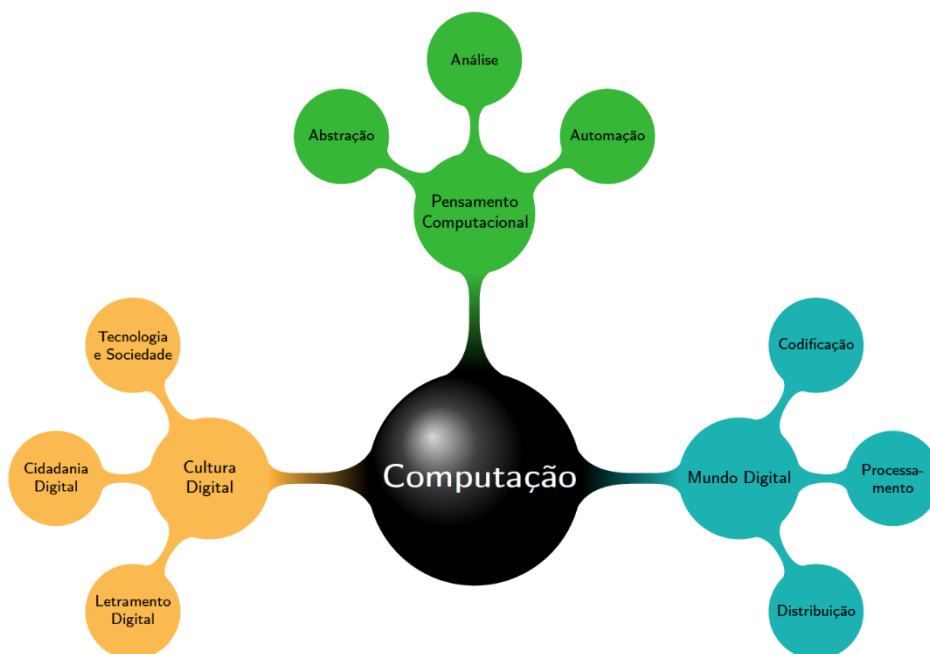 Análise
Abstração
Automação
Pensamento
Computacional
Tecnologia
e Sociedade
Codificação
Cidadania
Digital
Cultura
Digital
Computação
Mundo Digital
Processa-
mento
Letramento
Digital
Distribuição